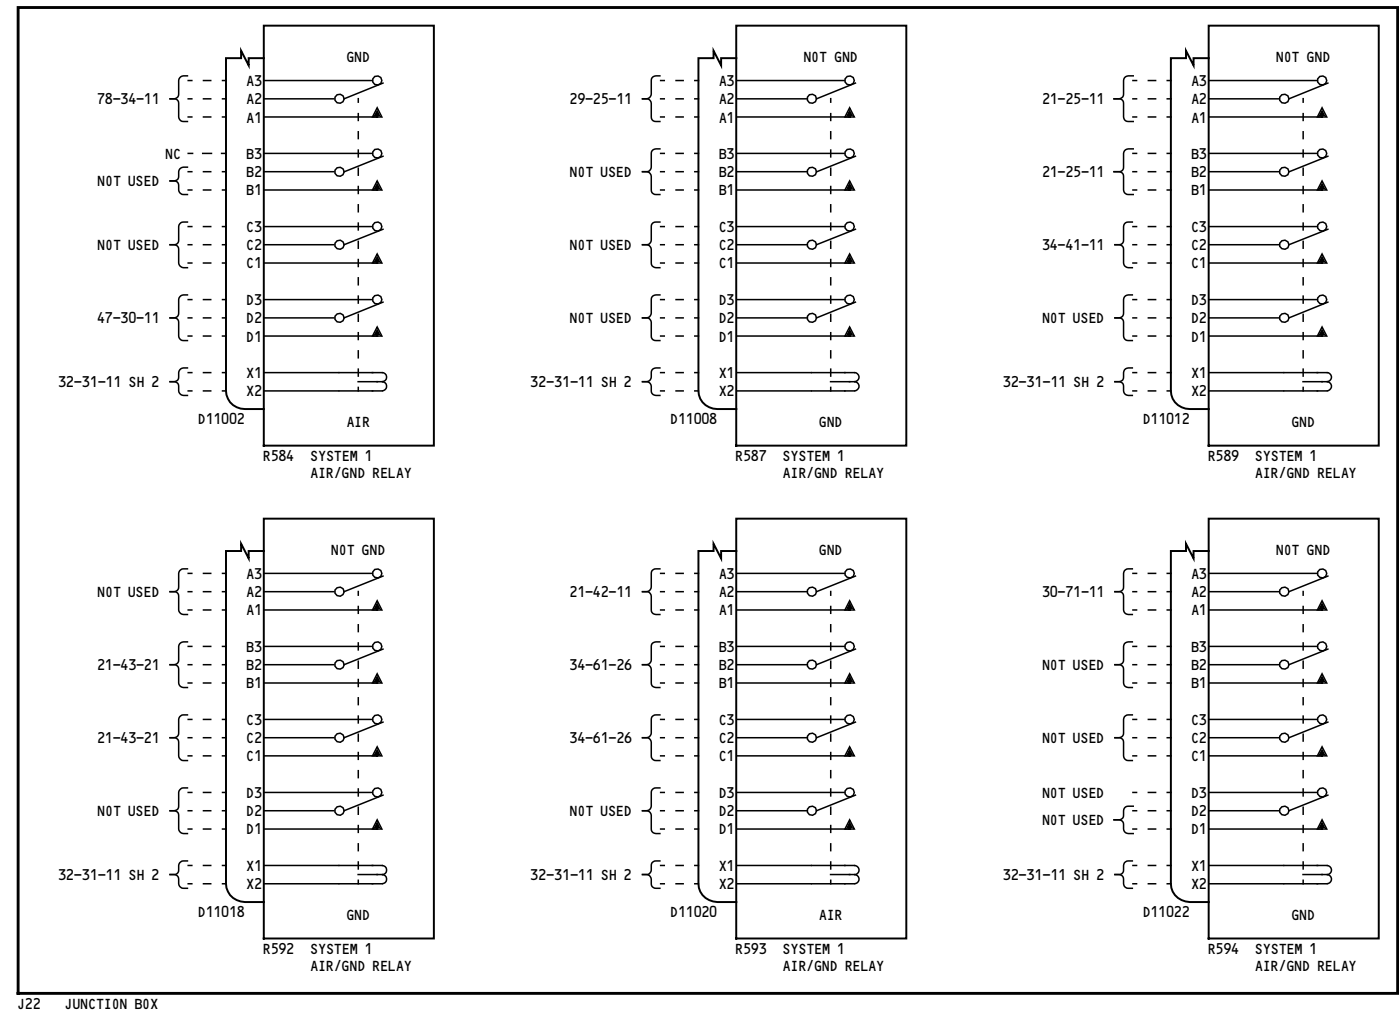 GND
78-34-11
A3
A2
A1
NC
B3
NOT USED
B2
B1
NOT USED
C3
C2
C1
47-30-11
D3
D2
D1
32-31-11 SH 2
X1
X2
D11002
AIR
R584 SYSTEM 1
AIR/GND RELAY
NOT GND
29-25-11
A3
A2
A1
NOT USED
B3
B2
B1
NOT USED
C3
C2
C1
NOT USED
D3
D2
D1
32-31-11 SH 2
X1
X2
D11008
GND
R587 SYSTEM 1
AIR/GND RELAY
NOT GND
21-25-11
A3
A2
A1
21-25-11
B3
B2
B1
34-41-11
C3
C2
C1
NOT USED
D3
D2
D1
32-31-11 SH 2
X1
X2
D11012
GND
R589 SYSTEM 1
AIR/GND RELAY
NOT GND
NOT USED
A3
A2
A1
21-43-21
B3
B2
B1
21-43-21
C3
C2
C1
NOT USED
D3
D2
D1
32-31-11 SH 2
X1
X2
D11018
GND
R592 SYSTEM 1
AIR/GND RELAY
GND
21-42-11
A3
A2
A1
34-61-26
B3
B2
B1
34-61-26
C3
C2
C1
NOT USED
D3
D2
D1
32-31-11 SH 2
X1
X2
D11020
AIR
R593 SYSTEM 1
AIR/GND RELAY
NOT GND
30-71-11
A3
A2
A1
NOT USED
B3
B2
B1
NOT USED
C3
C2
C1
NOT USED
D3
NOT USED
D2
D1
32-31-11 SH 2
X1
X2
D11022
GND
R594 SYSTEM 1
AIR/GND RELAY
J22 JUNCTION BOX